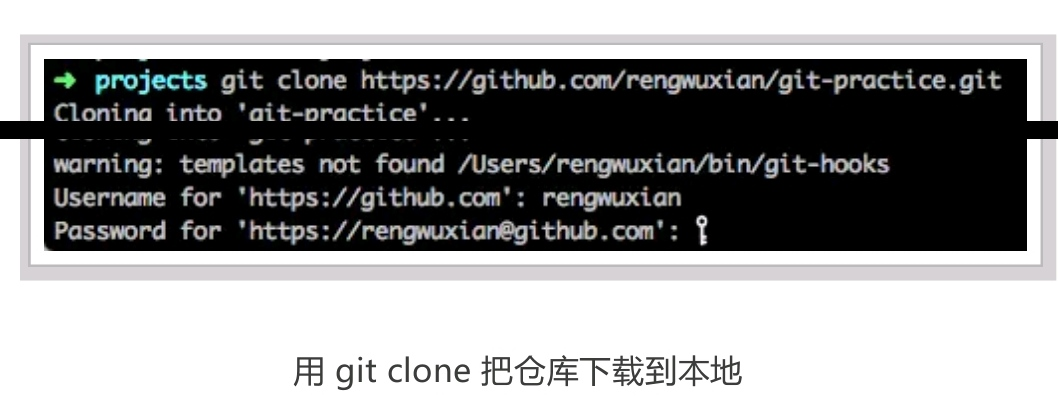 ➜ projects git clone https://github.com/rengwuxian/git-practice.git
Cloning into 'git-practice'...
warning: templates not found /Users/rengwuxian/bin/git-hooks
Username for 'https://github.com': rengwuxian
Password for 'https://rengwuxian@github.com':
用 git clone 把仓库下载到本地